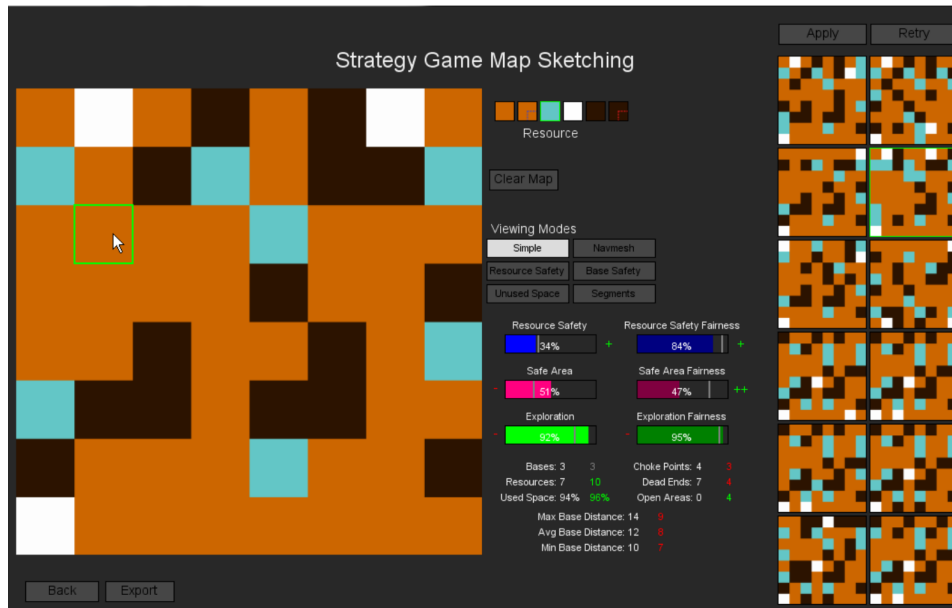 Apply Retry
Strategy Game Map Sketching
Resource
Clear Map
Viewing Modes
Simple Navmesh
Resource Safety Base Safety
Unused Space Segments
Resource Safety Resource Safety Fairness
34% + 84% +
Safe Area Safe Area Fairness
- 51% 47% ++
Exploration Exploration Fairness
- 92% - 95%
Bases: 3 3 Choke Points: 4 3
Resources: 7 10 Dead Ends: 7 4
Used Space: 94% 96% Open Areas: 0 4
Max Base Distance: 14 9
Avg Base Distance: 12 8
Min Base Distance: 10 7
Back Export